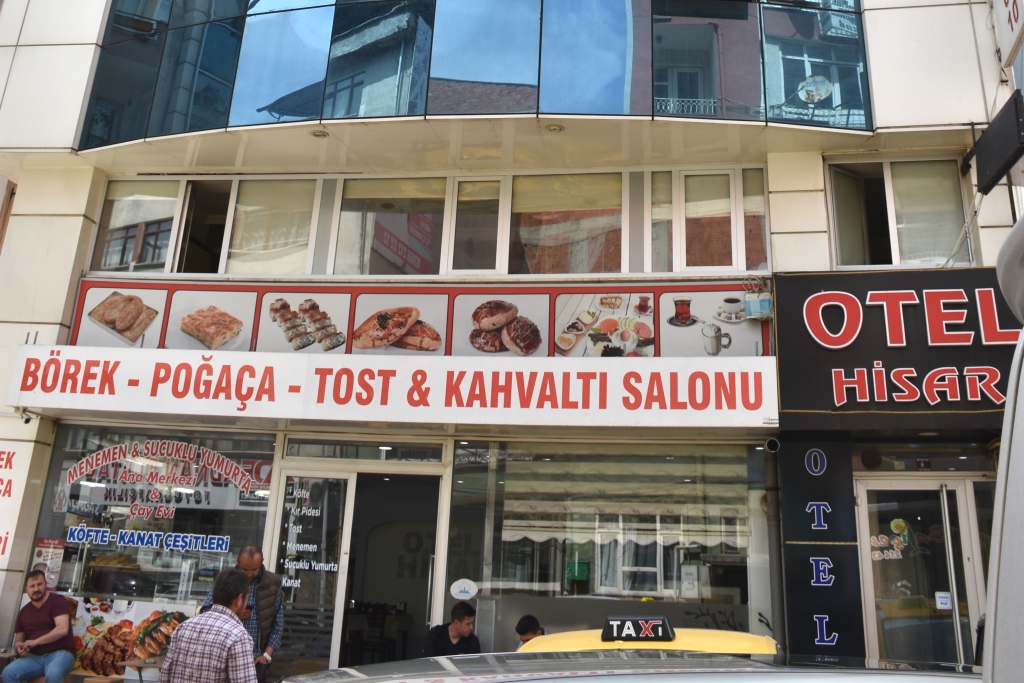 BÖREK - POĞAÇA - TOST & KAHVALTI SALONU
OTEL
HİSAR
MENEMEN & SUCUKLU YUMURTA
Ana Merkezi
&
Çay Evi
KÖFTE- KANAT ÇEŞİTLERİ
* Köfte
* Kır Pidesi
* Tost
* Menemen
* Sucuklu Yumurta
Kanat
O
T
E
L
TAXi
10